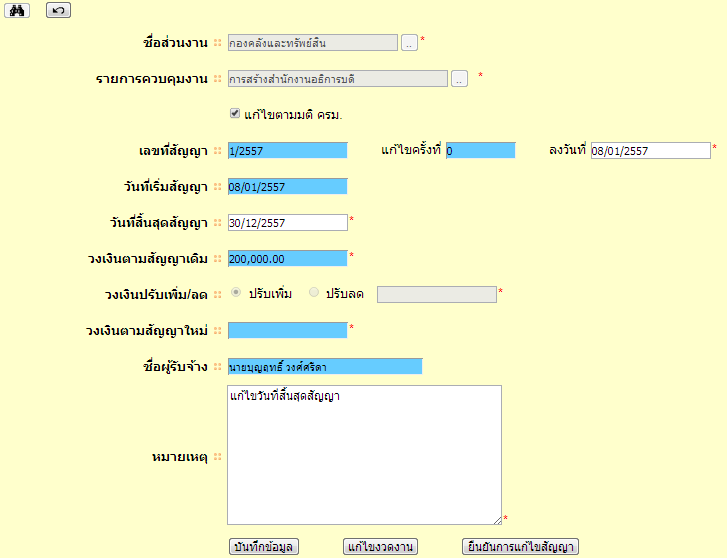 ชื่อส่วนงาน กองคลังและทรัพย์สิน .. *
รายการควบคุมงาน การสร้างสำนักงานอธิการบดี .. *
แก้ไขตามมติ ครม.
เลขที่สัญญา 1/2557 แก้ไขครั้งที่ 0 ลงวันที่ 08/01/2557 *
วันที่เริ่มสัญญา 08/01/2557
วันที่สิ้นสุดสัญญา 30/12/2557 *
วงเงินตามสัญญาเดิม 200,000.00 *
วงเงินปรับเพิ่ม/ลด ปรับเพิ่ม ปรับลด *
วงเงินตามสัญญาใหม่ *
ชื่อผู้รับจ้าง นายบุญฤทธิ์ วงศ์ศรีดา
แก้ไขวันที่สิ้นสุดสัญญา
หมายเหตุ *
บันทึกข้อมูล แก้ไขงวดงาน ยืนยันการแก้ไขสัญญา